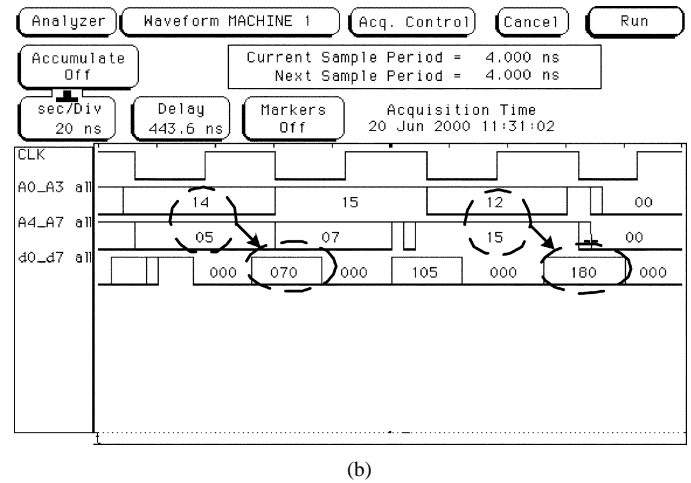 Analyzer Waveform MACHINE 1 Acq. Control Cancel Run
Accumulate
Off
Current Sample Period = 4.000 ns
Next Sample Period = 4.000 ns
sec/Div
20 ns
Delay
443.6 ns
Markers
Off
Acquisition Time
20 Jun 2000 11:31:02
CLK
A0_A3 all 14 15 12 00
A4_A7 all 05 07 15 00
d0_d7 all 000 070 000 105 000 180 000
(b)